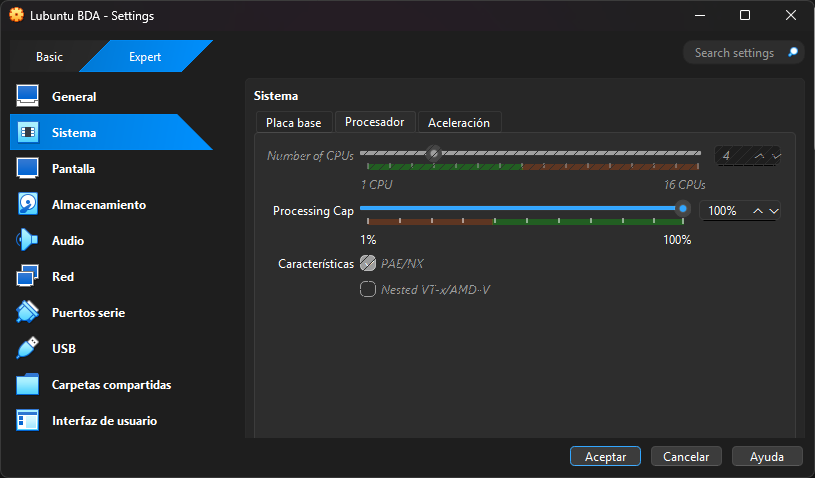 Lubuntu BDA - Settings
Basic
Expert
Search settings
General
Sistema
Pantalla
Almacenamiento
Audio
Red
Puertos serie
USB
Carpetas compartidas
Interfaz de usuario
Sistema
Placa base
Procesador
Aceleración
Number of CPUs
4
1 CPU
16 CPUs
Processing Cap
100%
1%
100%
Características
PAE/NX
Nested VT-x/AMD-V
Aceptar
Cancelar
Ayuda